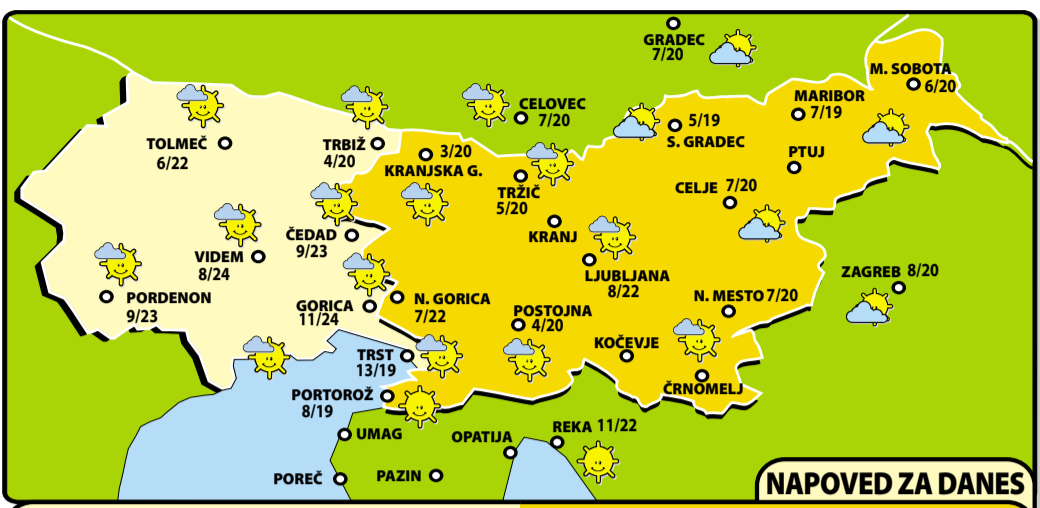 GRADEC
7/20
M. SOBOTA
6/20
MARIBOR
7/19
CELOVEC
7/20
5/19
S. GRADEC
TOLMEČ
6/22
TRBIŽ
4/20
3/20
KRANJSKA G.
PTUJ
TRŽIČ
5/20
CELJE 7/20
KRANJ
ČEDAD
9/23
VIDEM
8/24
LJUBLJANA
8/22
ZAGREB 8/20
PORDENON
9/23
GORICA
11/24
N. GORICA
7/22
POSTOJNA
4/20
N. MESTO 7/20
KOČEVJE
TRST
13/19
ČRNOMELJ
PORTOROŽ
8/19
UMAG
OPATIJA
REKA 11/22
POREČ
PAZIN
NAPOVED ZA DANES